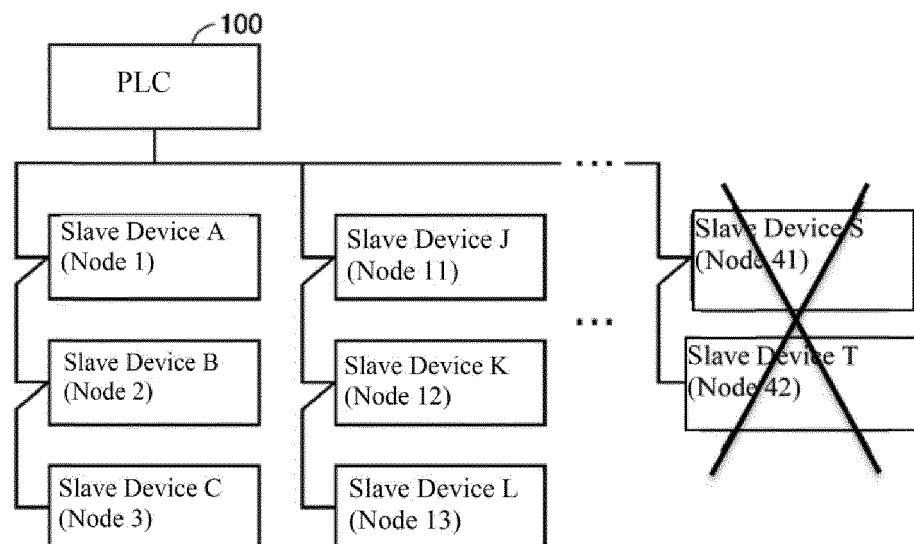 100
PLC
...
Slave Device A
(Node 1)
Slave Device J
(Node 11)
Slave Device S
(Node 41)
...
Slave Device B
(Node 2)
Slave Device K
(Node 12)
Slave Device T
(Node 42)
Slave Device C
(Node 3)
Slave Device L
(Node 13)